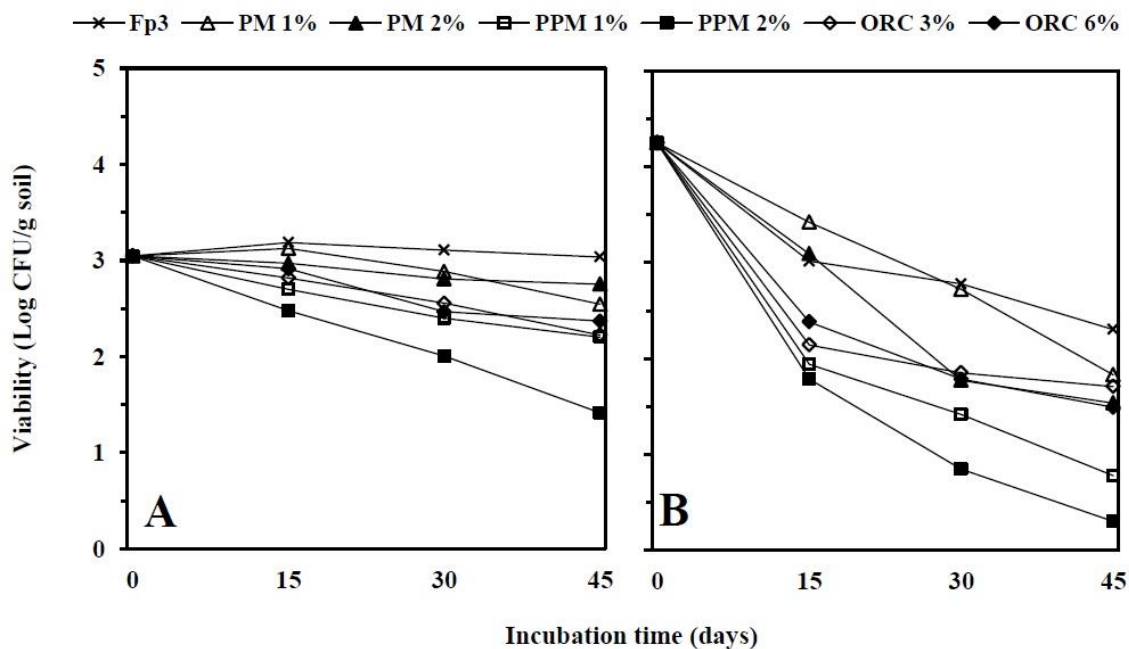 Fp3 PM 1% PM 2% PPM 1% PPM 2% ORC 3% ORC 6%
Viability (Log CFU/g soil)
5
4
3
2
1
0
A
B
0 15 30 45 0 15 30 45
Incubation time (days)